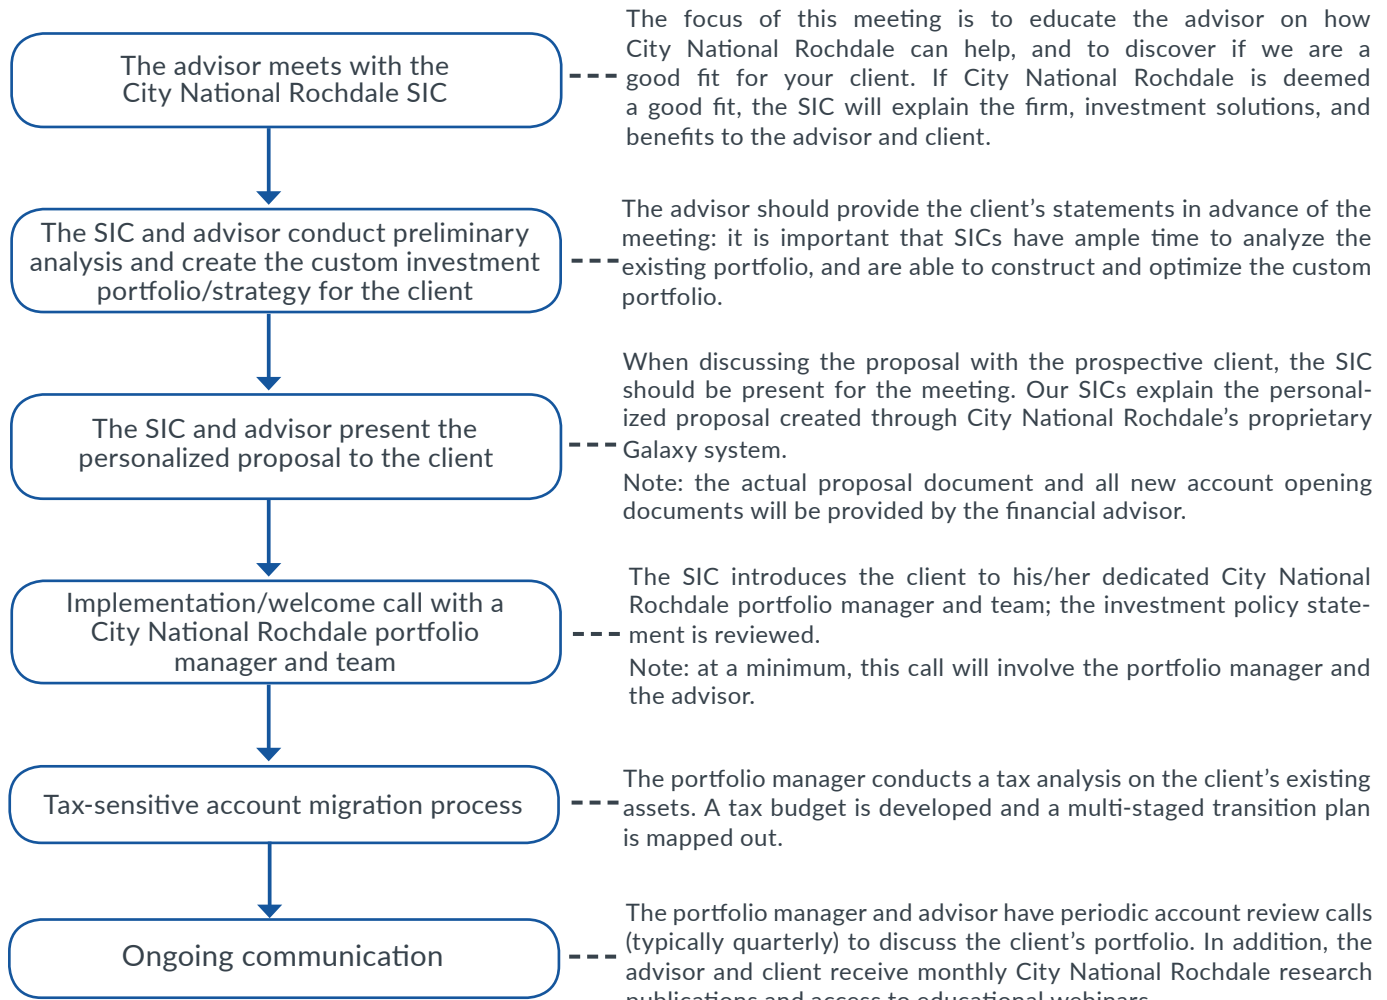 The advisor meets with the
City National Rochdale SIC
The focus of this meeting is to educate the advisor on how
City National Rochdale can help, and to discover if we are a
good fit for your client. If City National Rochdale is deemed
a good fit, the SIC will explain the firm, investment solutions, and
benefits to the advisor and client.
The SIC and advisor conduct preliminary
analysis and create the custom investment
portfolio/strategy for the client
The advisor should provide the client’s statements in advance of the
meeting: it is important that SICs have ample time to analyze the
existing portfolio, and are able to construct and optimize the custom
portfolio.
The SIC and advisor present the
personalized proposal to the client
When discussing the proposal with the prospective client, the SIC
should be present for the meeting. Our SICs explain the personal-
ized proposal created through City National Rochdale’s proprietary
Galaxy system.
Note: the actual proposal document and all new account opening
documents will be provided by the financial advisor.
Implementation/welcome call with a
City National Rochdale portfolio
manager and team
The SIC introduces the client to his/her dedicated City National
Rochdale portfolio manager and team; the investment policy state-
ment is reviewed.
Note: at a minimum, this call will involve the portfolio manager and
the advisor.
Tax-sensitive account migration process
The portfolio manager conducts a tax analysis on the client’s existing
assets. A tax budget is developed and a multi-staged transition plan
is mapped out.
Ongoing communication
The portfolio manager and advisor have periodic account review calls
(typically quarterly) to discuss the client’s portfolio. In addition, the
advisor and client receive monthly City National Rochdale research
publications and access to educational webinars.